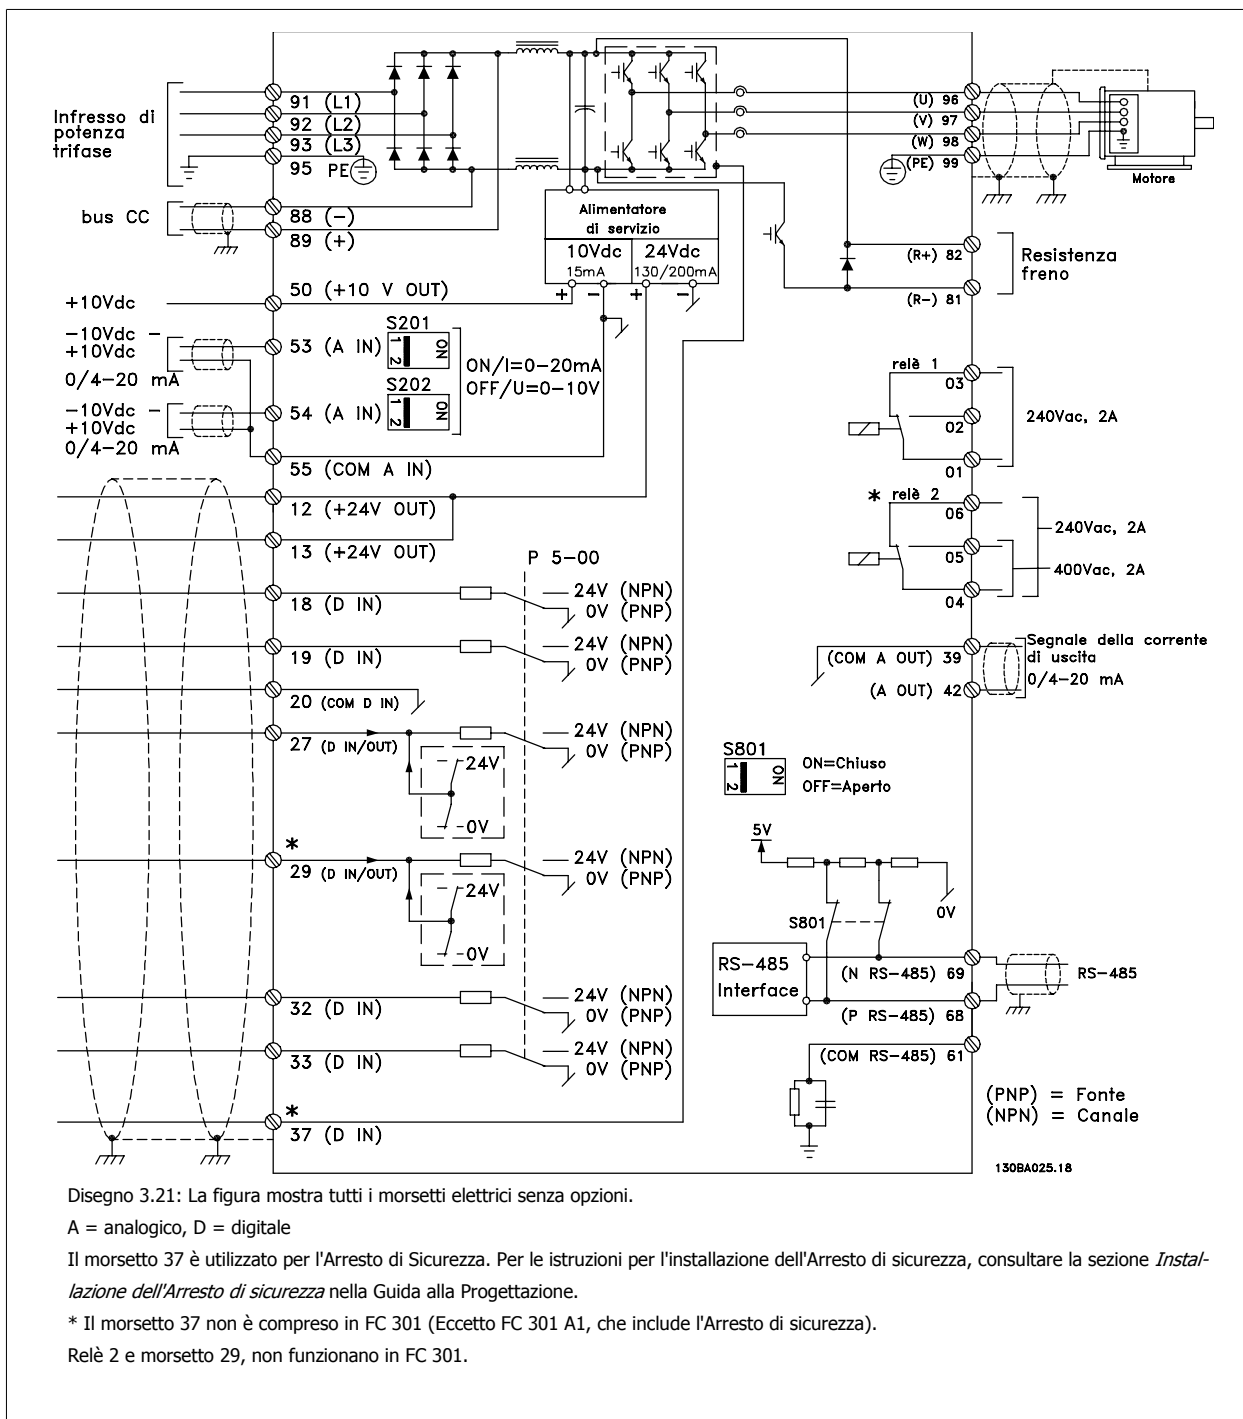 Infresso di
potenza
trifase
91 (L1)
92 (L2)
93 (L3)
95 PE
bus CC
88 (−)
89 (+)
+10Vdc
50 (+10 V OUT)
−10Vdc −
+10Vdc
0/4−20 mA
53 (A IN)
S201
1 2 ON
−10Vdc −
+10Vdc
0/4−20 mA
54 (A IN)
S202
1 2 ON
ON/I=0−20mA
OFF/U=0−10V
55 (COM A IN)
12 (+24V OUT)
13 (+24V OUT)
P 5-00
18 (D IN)
24V (NPN)
0V (PNP)
19 (D IN)
24V (NPN)
0V (PNP)
20 (COM D IN)
27 (D IN/OUT)
24V (NPN)
0V (PNP)
24V
0V
*
29 (D IN/OUT)
24V (NPN)
0V (PNP)
24V
0V
32 (D IN)
24V (NPN)
0V (PNP)
33 (D IN)
24V (NPN)
0V (PNP)
*
37 (D IN)
Alimentatore
di servizio
10Vdc
15mA
24Vdc
130/200mA
+ − + −
(U) 96
(V) 97
(W) 98
(PE) 99
Motore
(R+) 82
(R−) 81
Resistenza
freno
relè 1
03
02
01
240Vac, 2A
* relè 2
06
05
04
240Vac, 2A
400Vac, 2A
(COM A OUT) 39
(A OUT) 42
Segnale della corrente
di uscita
0/4−20 mA
S801
1 2 ON
ON=Chiuso
OFF=Aperto
5V
S801
0V
RS−485
Interface
(N RS−485) 69
(P RS−485) 68
RS−485
(COM RS−485) 61
(PNP) = Fonte
(NPN) = Canale
130BA025.18
Disegno 3.21: La figura mostra tutti i morsetti elettrici senza opzioni.
A = analogico, D = digitale
Il morsetto 37 è utilizzato per l'Arresto di Sicurezza. Per le istruzioni per l'installazione dell'Arresto di sicurezza, consultare la sezione Instal-
lazione dell'Arresto di sicurezza nella Guida alla Progettazione.
* Il morsetto 37 non è compreso in FC 301 (Eccetto FC 301 A1, che include l'Arresto di sicurezza).
Relè 2 e morsetto 29, non funzionano in FC 301.